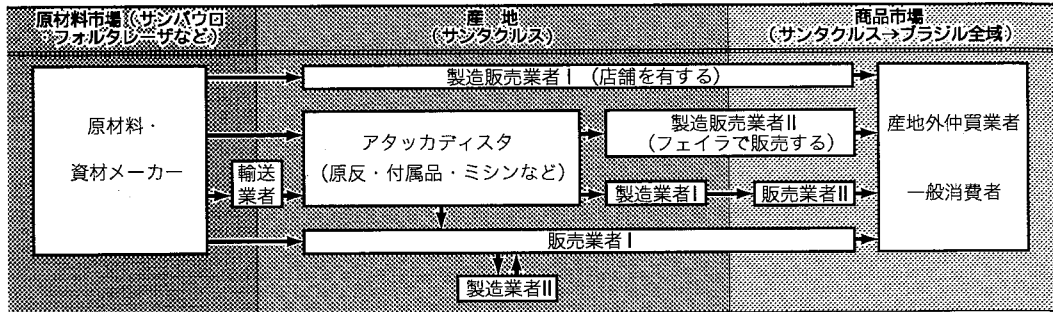 原材料市場(サンパウロ
・フォルタレーザなど)
産 地
(サンタクルス)
商品市場
(サンタクルス→ブラジル全域)
製造販売業者Ⅰ (店舗を有する)
原材料・
資材メーカー
輸送
業者
アタッカディスタ
(原反・付属品・ミシンなど)
製造販売業者Ⅱ
(フェイラで販売する)
製造業者Ⅰ
販売業者Ⅱ
産地外仲買業者
一般消費者
販売業者Ⅰ
製造業者Ⅱ